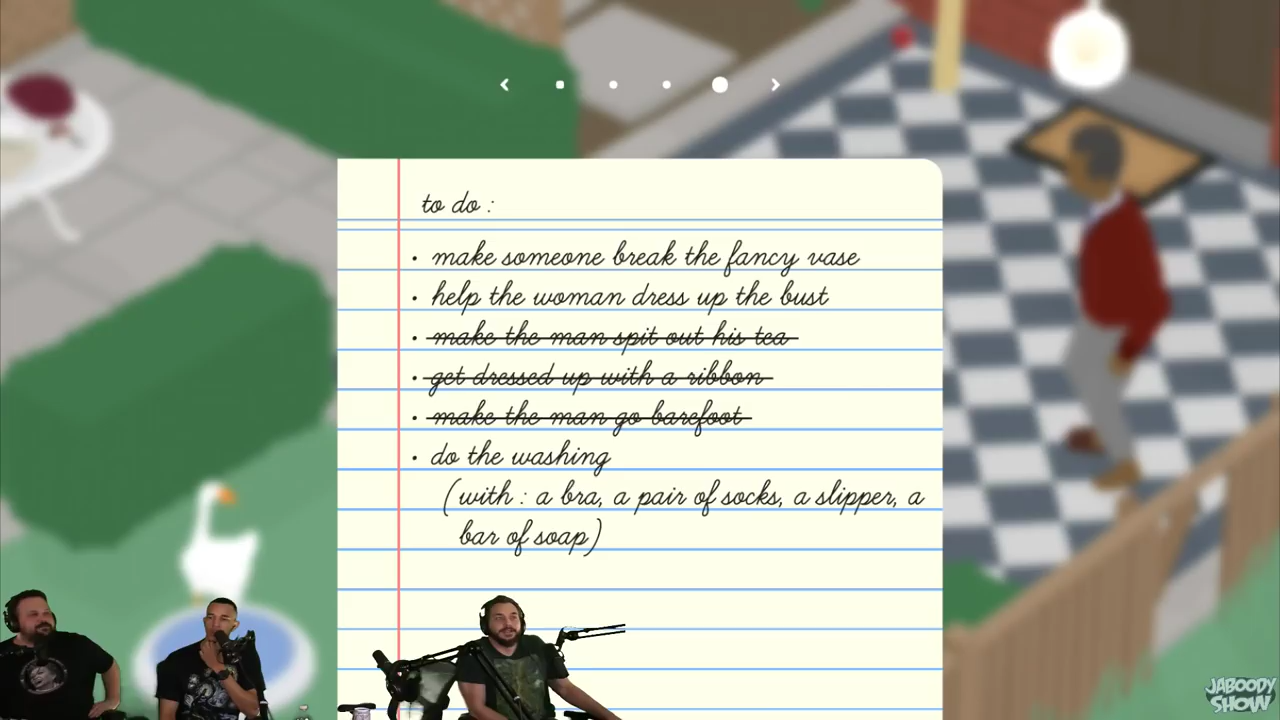 to do :
• make someone break the fancy vase
• help the woman dress up the bust
• make the man spit out his tea
• get dressed up with a ribbon
• make the man go barefoot
• do the washing
(with : a bra, a pair of socks, a slipper, a
bar of soap)
JABOODY
SHOW